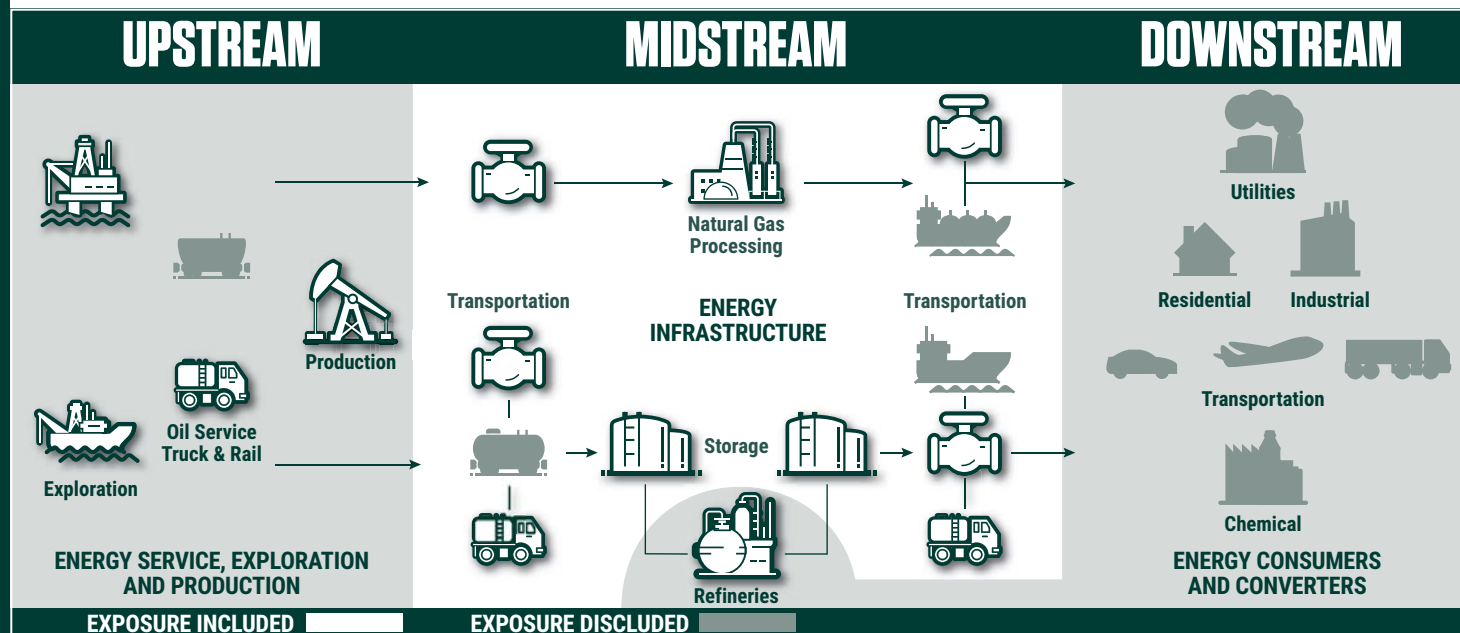 UPSTREAM
MIDSTREAM
DOWNSTREAM
Production
Oil Service
Truck & Rail
Exploration
ENERGY SERVICE, EXPLORATION
AND PRODUCTION
Transportation
Natural Gas
Processing
ENERGY
INFRASTRUCTURE
Storage
Refineries
Transportation
Utilities
Residential
Industrial
Transportation
Chemical
ENERGY CONSUMERS
AND CONVERTERS
EXPOSURE INCLUDED
EXPOSURE DISCLUDED